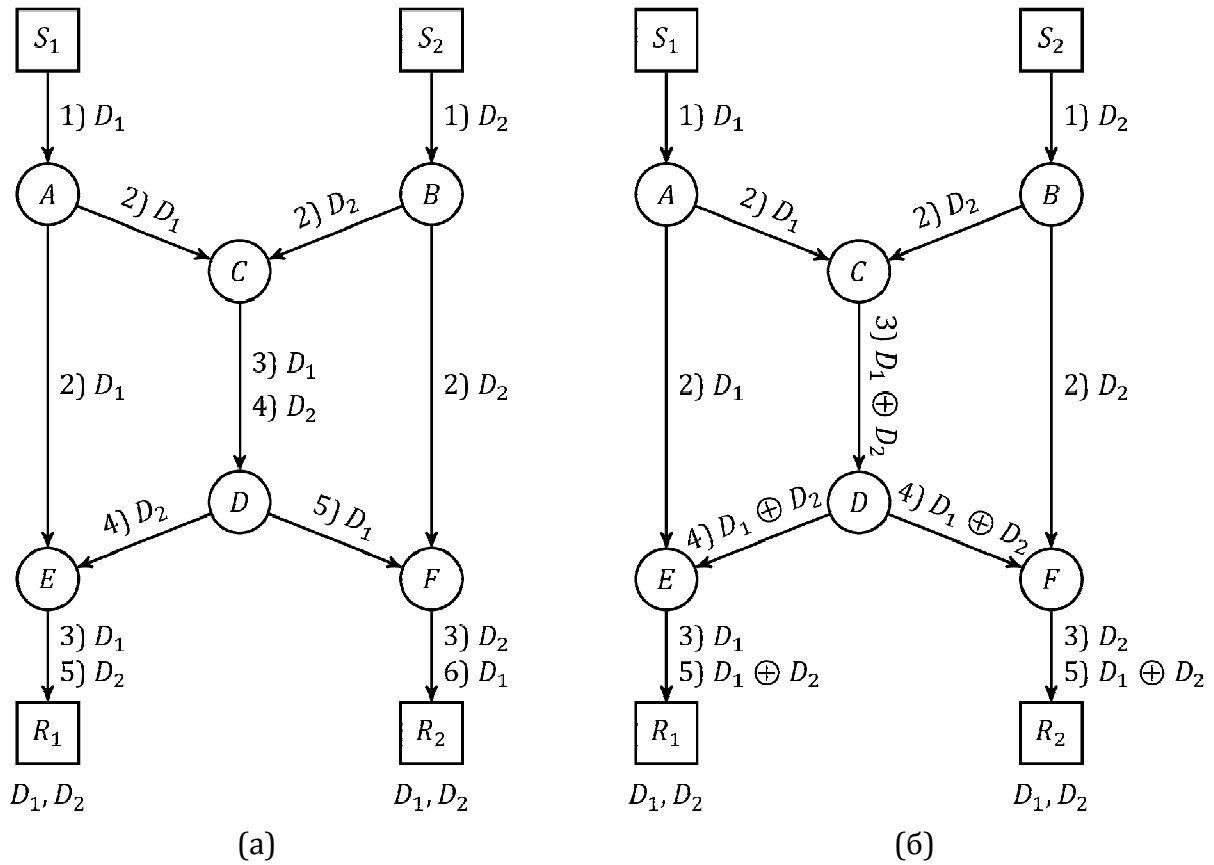 S₁ S₂
1) D₁ 1) D₂
A B
2) D₁ 2) D₂
C
3) D₁
2) D₁ 2) D₂
4) D₂
D
4) D₂ 5) D₁
E F
3) D₁ 3) D₂
5) D₂ 6) D₁
R₁ R₂
D₁, D₂ D₁, D₂
(а)
S₁ S₂
1) D₁ 1) D₂
A B
2) D₁ 2) D₂
C
2) D₁ 3) D₁ ⊕ D₂ 2) D₂
D
4) D₁ ⊕ D₂ 4) D₁ ⊕ D₂
E F
3) D₁ 3) D₂
5) D₁ ⊕ D₂ 5) D₁ ⊕ D₂
R₁ R₂
D₁, D₂ D₁, D₂
(б)